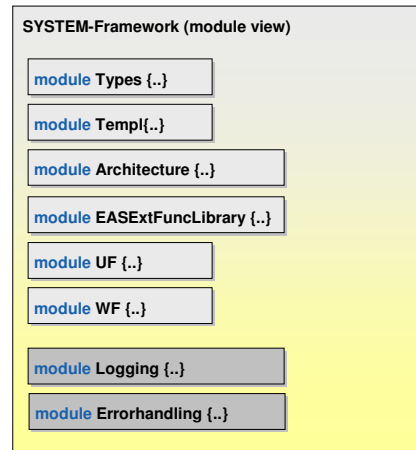 SYSTEM-Framework (module view)
module Types {..}
module Templ{..}
module Architecture {..}
module EASExtFuncLibrary {..}
module UF {..}
module WF {..}
module Logging {..}
module Errorhandling {..}